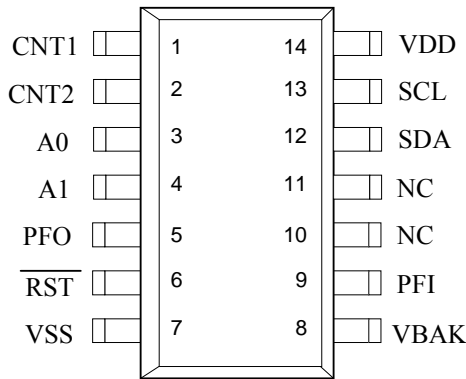 CNT1 1 14 VDD
CNT2 2 13 SCL
A0 3 12 SDA
A1 4 11 NC
PFO 5 10 NC
R̅S̅T̅ 6 9 PFI
VSS 7 8 VBAK